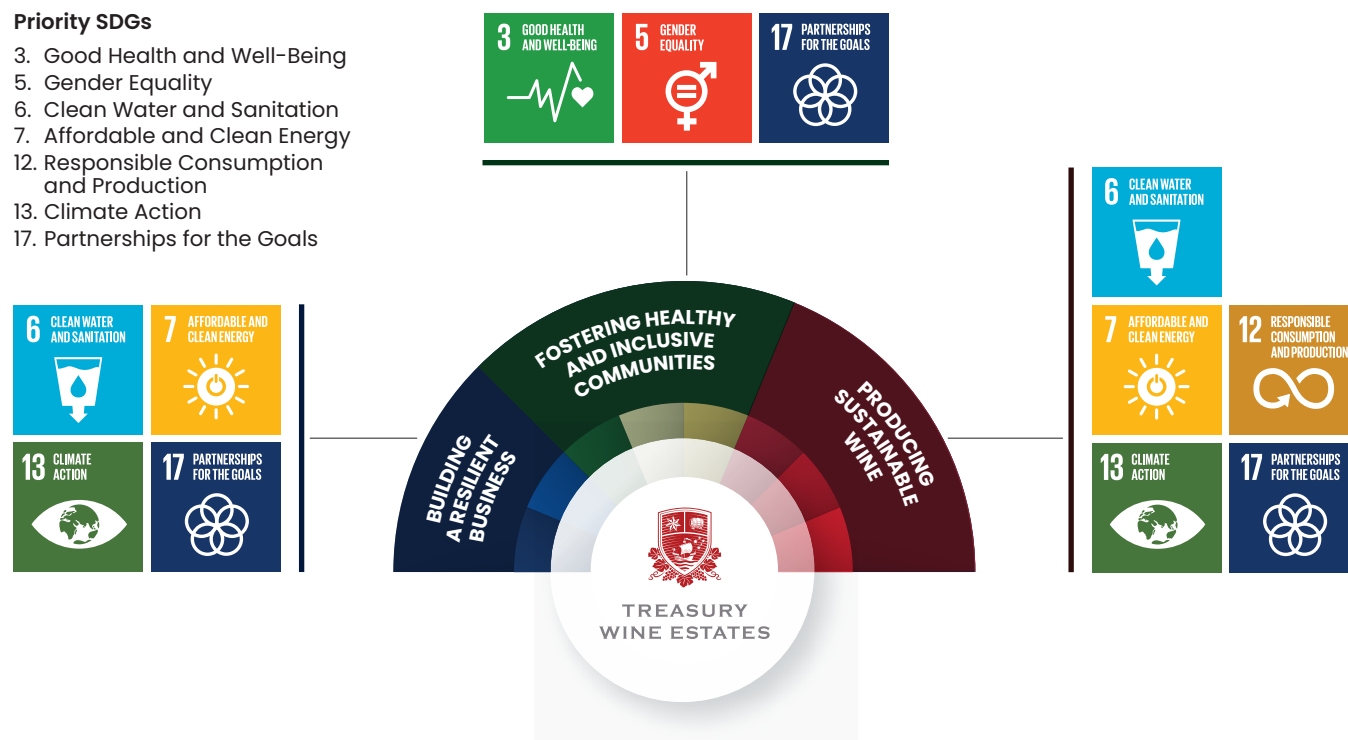 Priority SDGs
3. Good Health and Well-Being
5. Gender Equality
6. Clean Water and Sanitation
7. Affordable and Clean Energy
12. Responsible Consumption
and Production
13. Climate Action
17. Partnerships for the Goals
3 GOOD HEALTH
AND WELL-BEING
5 GENDER
EQUALITY
17 PARTNERSHIPS
FOR THE GOALS
6 CLEAN WATER
AND SANITATION
7 AFFORDABLE AND
CLEAN ENERGY
13 CLIMATE
ACTION
17 PARTNERSHIPS
FOR THE GOALS
BUILDING
A RESILIENT
BUSINESS
FOSTERING HEALTHY
AND INCLUSIVE
COMMUNITIES
PRODUCING
SUSTAINABLE
WINE
TREASURY
WINE ESTATES
6 CLEAN WATER
AND SANITATION
7 AFFORDABLE AND
CLEAN ENERGY
12 RESPONSIBLE
CONSUMPTION
AND PRODUCTION
13 CLIMATE
ACTION
17 PARTNERSHIPS
FOR THE GOALS